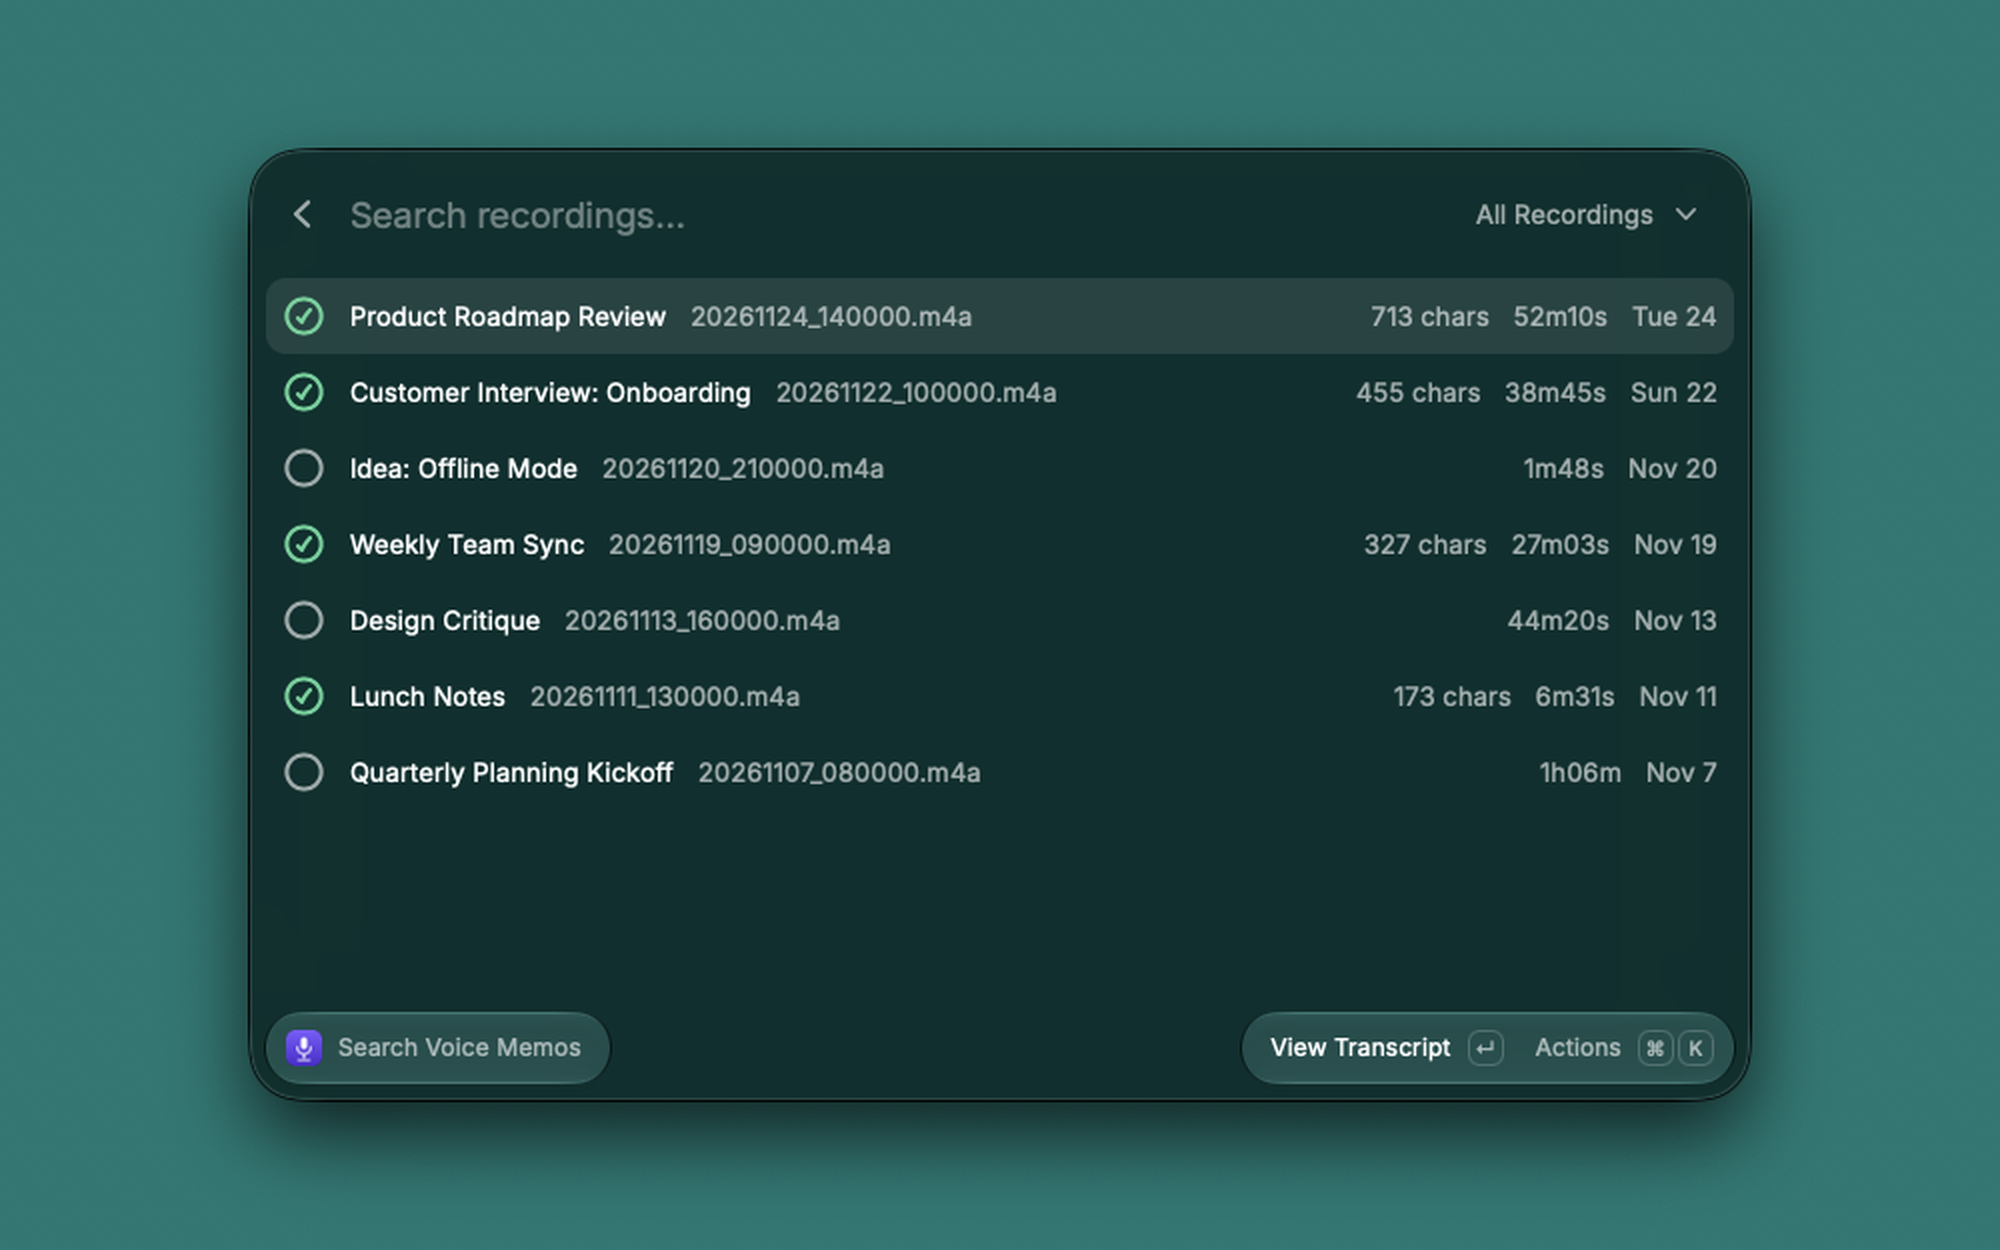 Search recordings...
All Recordings
Product Roadmap Review 20261124_140000.m4a 713 chars 52m10s Tue 24
Customer Interview: Onboarding 20261122_100000.m4a 455 chars 38m45s Sun 22
Idea: Offline Mode 20261120_210000.m4a 1m48s Nov 20
Weekly Team Sync 20261119_090000.m4a 327 chars 27m03s Nov 19
Design Critique 20261113_160000.m4a 44m20s Nov 13
Lunch Notes 20261111_130000.m4a 173 chars 6m31s Nov 11
Quarterly Planning Kickoff 20261107_080000.m4a 1h06m Nov 7
Search Voice Memos
View Transcript ↵ Actions ⌘ K